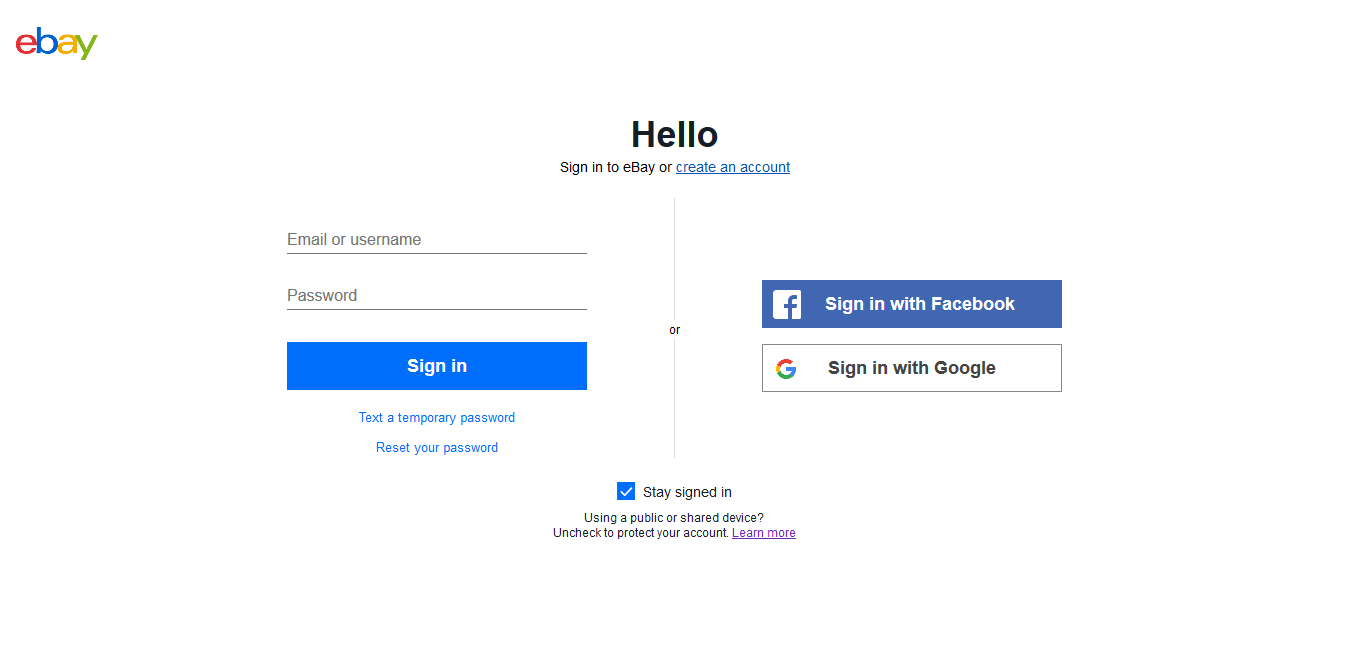 ebay
Hello
Sign in to eBay or create an account
Email or username
Password
Sign in
Text a temporary password
Reset your password
or
Sign in with Facebook
Sign in with Google
Stay signed in
Using a public or shared device?
Uncheck to protect your account. Learn more